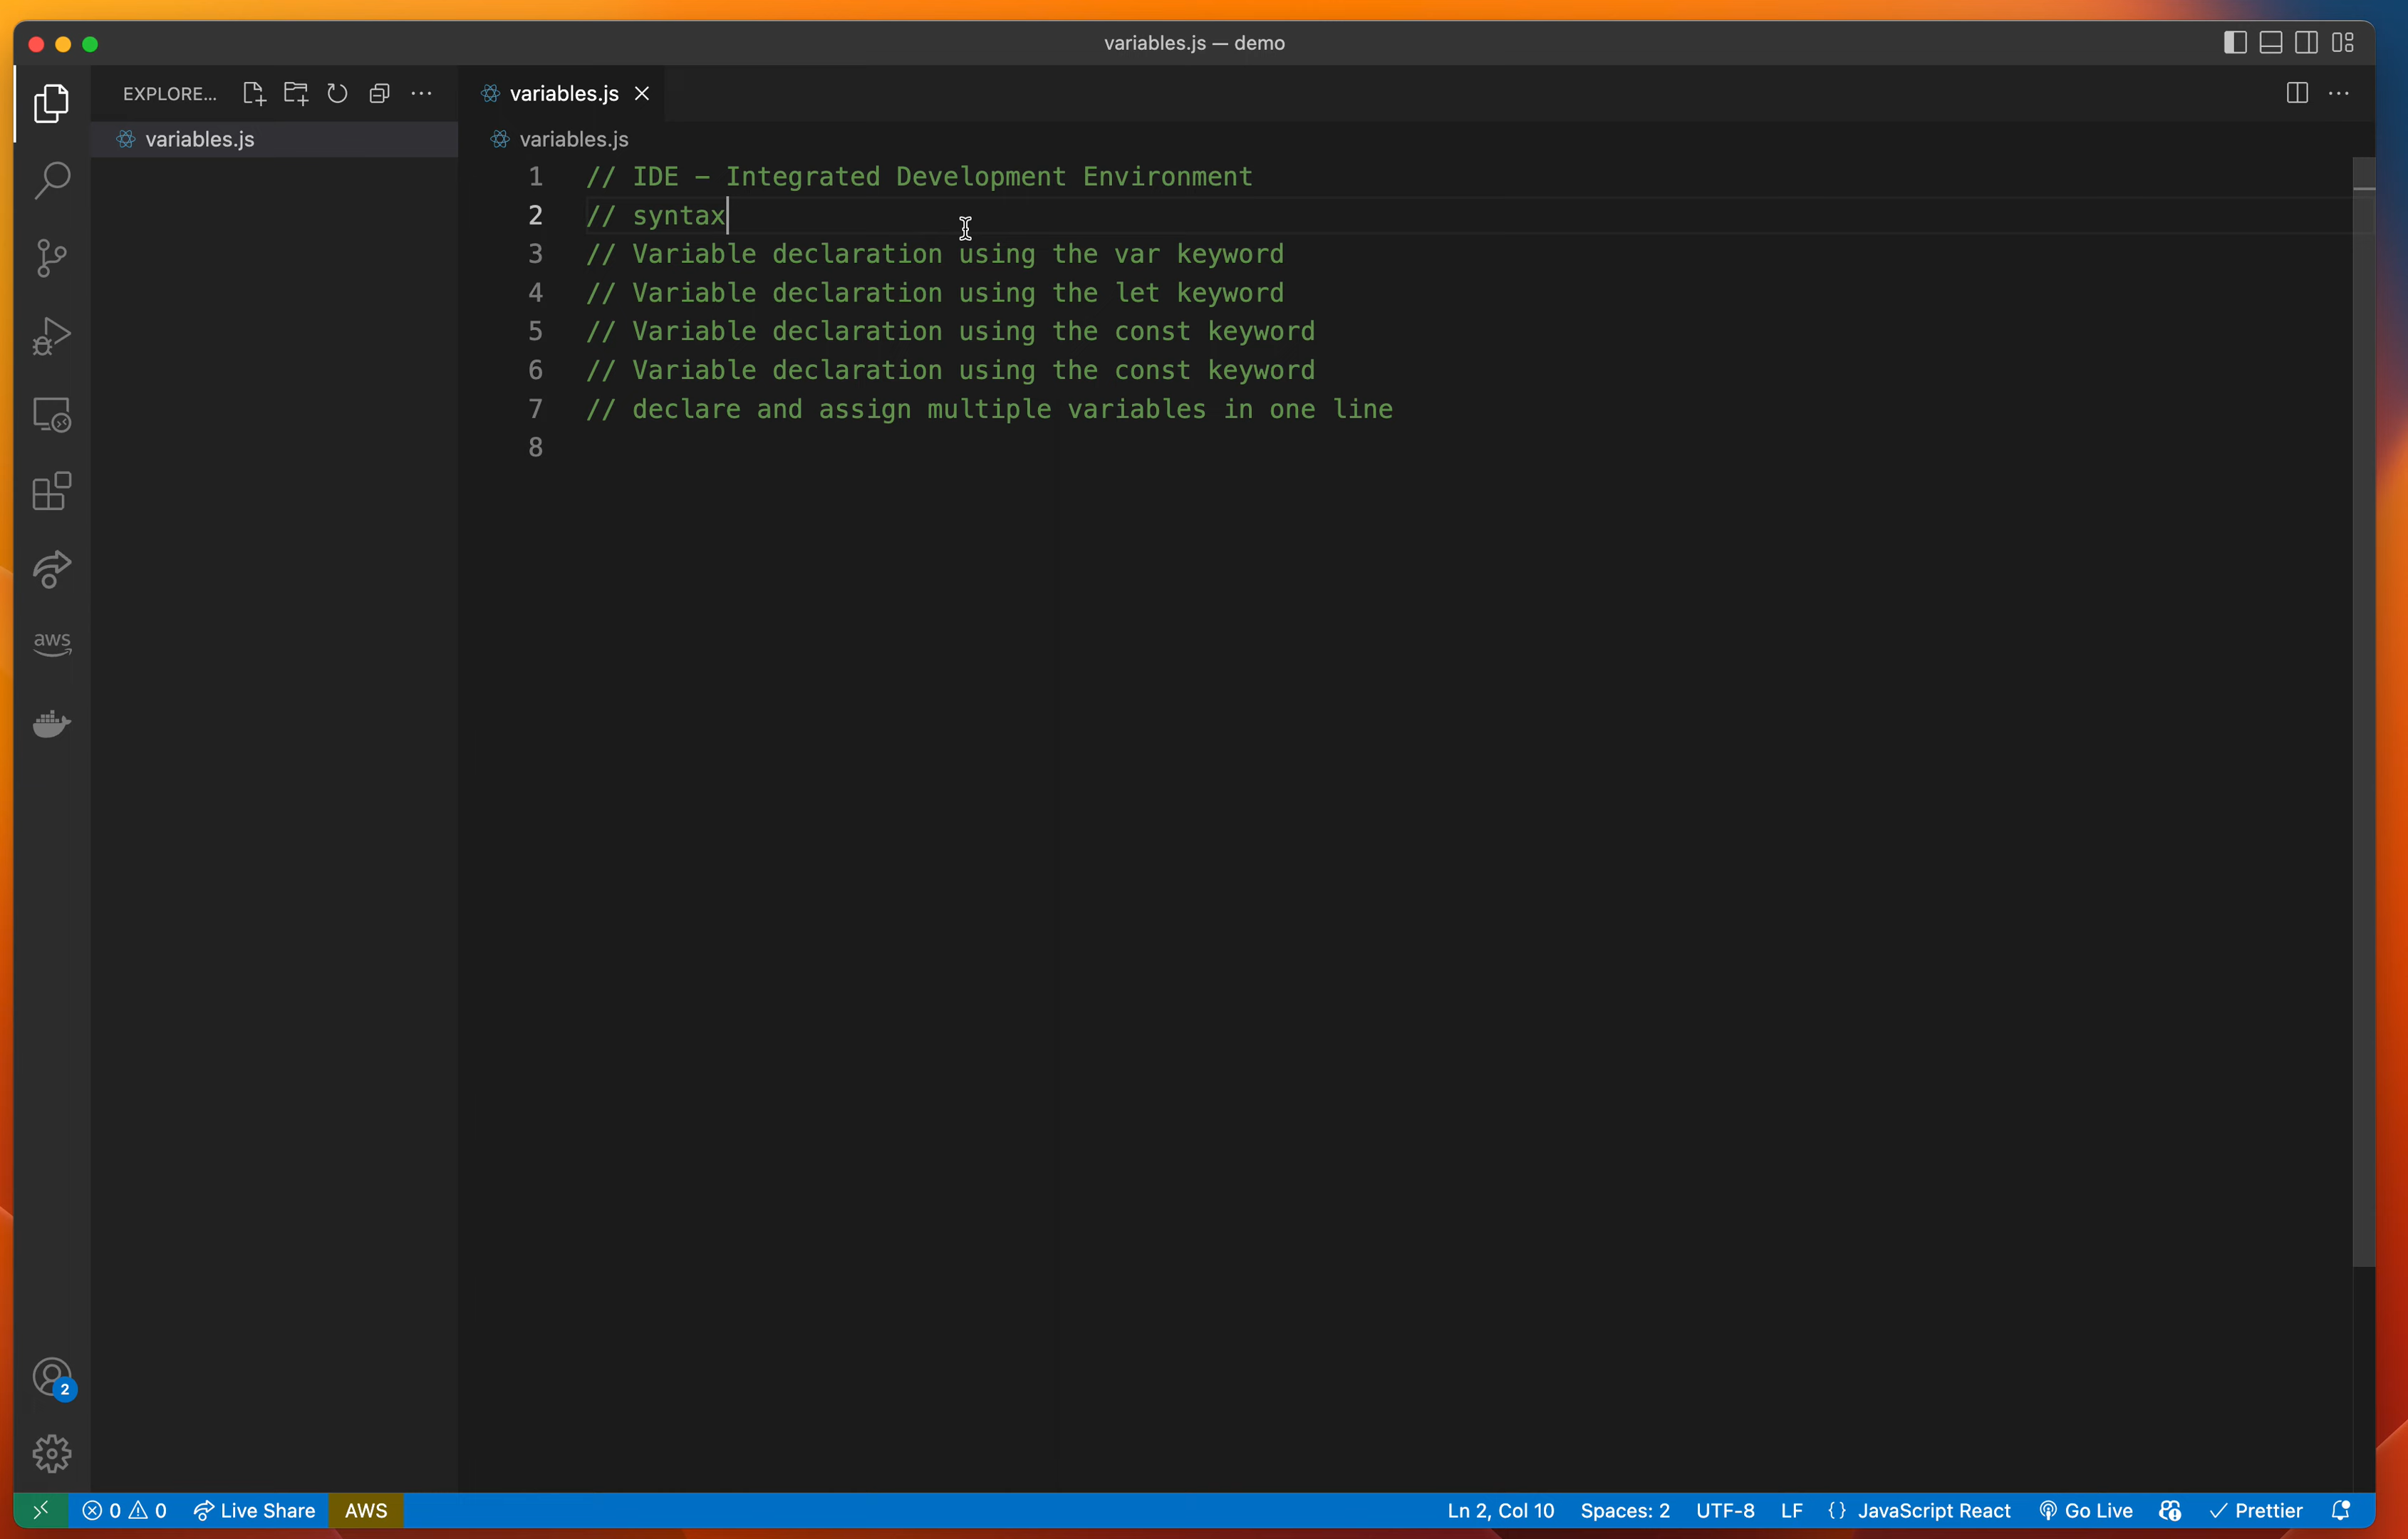 variables.js — demo
EXPLORE...
variables.js
variables.js
variables.js
1 // IDE – Integrated Development Environment
2 // syntax
3 // Variable declaration using the var keyword
4 // Variable declaration using the let keyword
5 // Variable declaration using the const keyword
6 // Variable declaration using the const keyword
7 // declare and assign multiple variables in one line
8
aws
2
0 0 Live Share AWS Ln 2, Col 10 Spaces: 2 UTF-8 LF {} JavaScript React Go Live Prettier